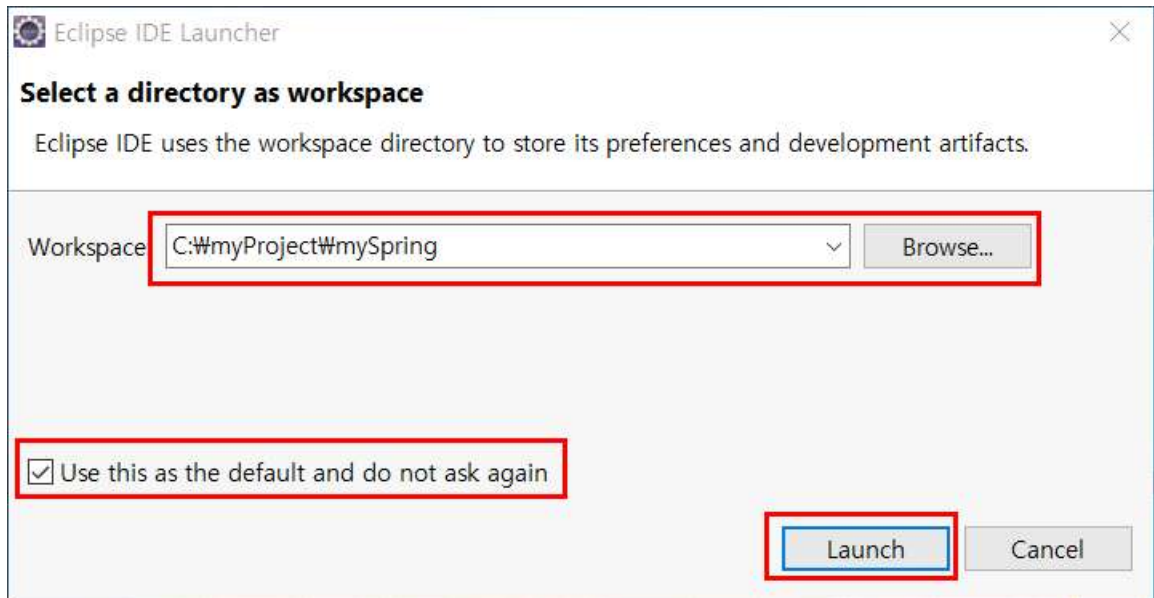 Eclipse IDE Launcher
Select a directory as workspace
Eclipse IDE uses the workspace directory to store its preferences and development artifacts.
Workspace C:₩myProject₩mySpring Browse...
Use this as the default and do not ask again
Launch Cancel